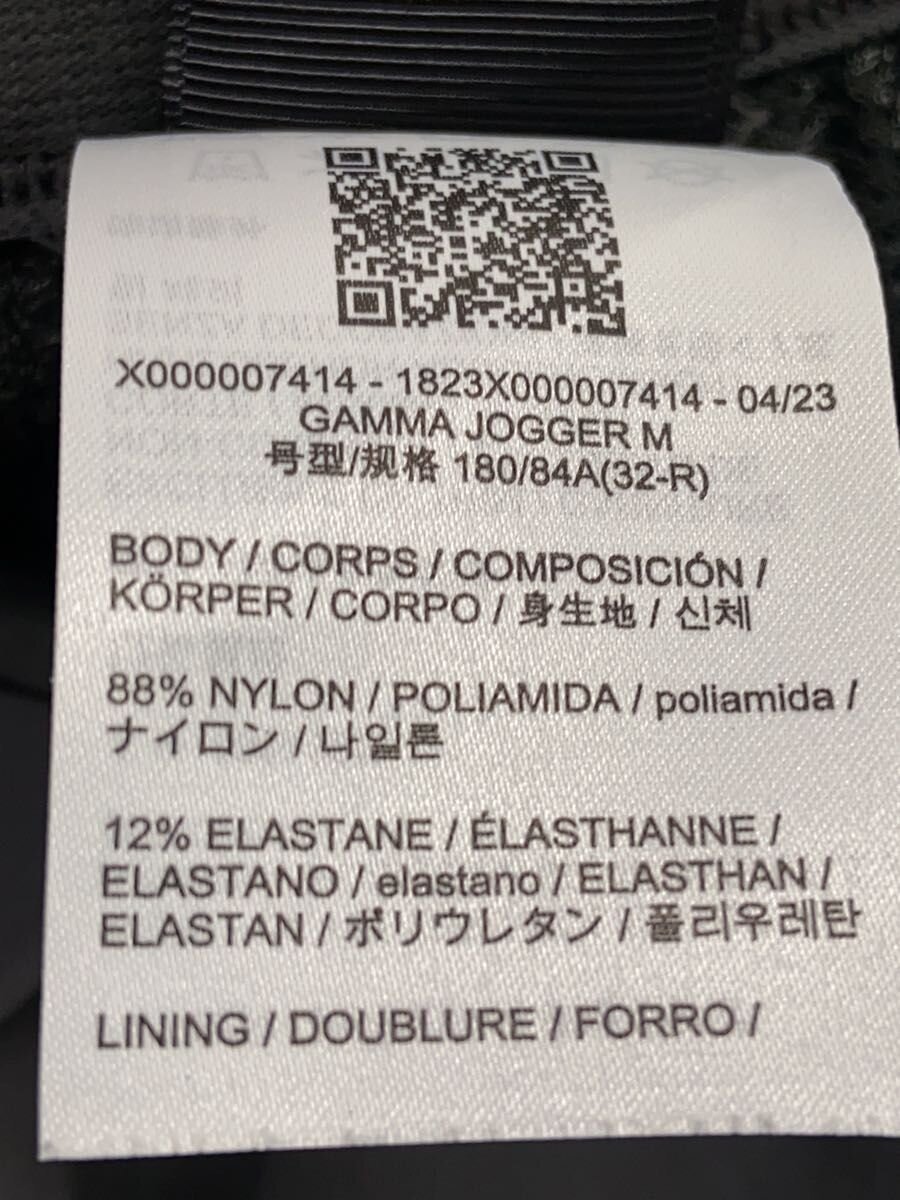 X000007414 - 1823X000007414 - 04/23
GAMMA JOGGER M
号型/规格 180/84A(32-R)
BODY / CORPS / COMPOSICIÓN /
KÖRPER / CORPO / 身生地 / 신체
88% NYLON / POLIAMIDA / poliamida /
ナイロン / 나일론
12% ELASTANE / ÉLASTHANNE /
ELASTANO / elastano / ELASTHAN /
ELASTAN / ポリウレタン / 폴리우레탄
LINING / DOUBLURE / FORRO /